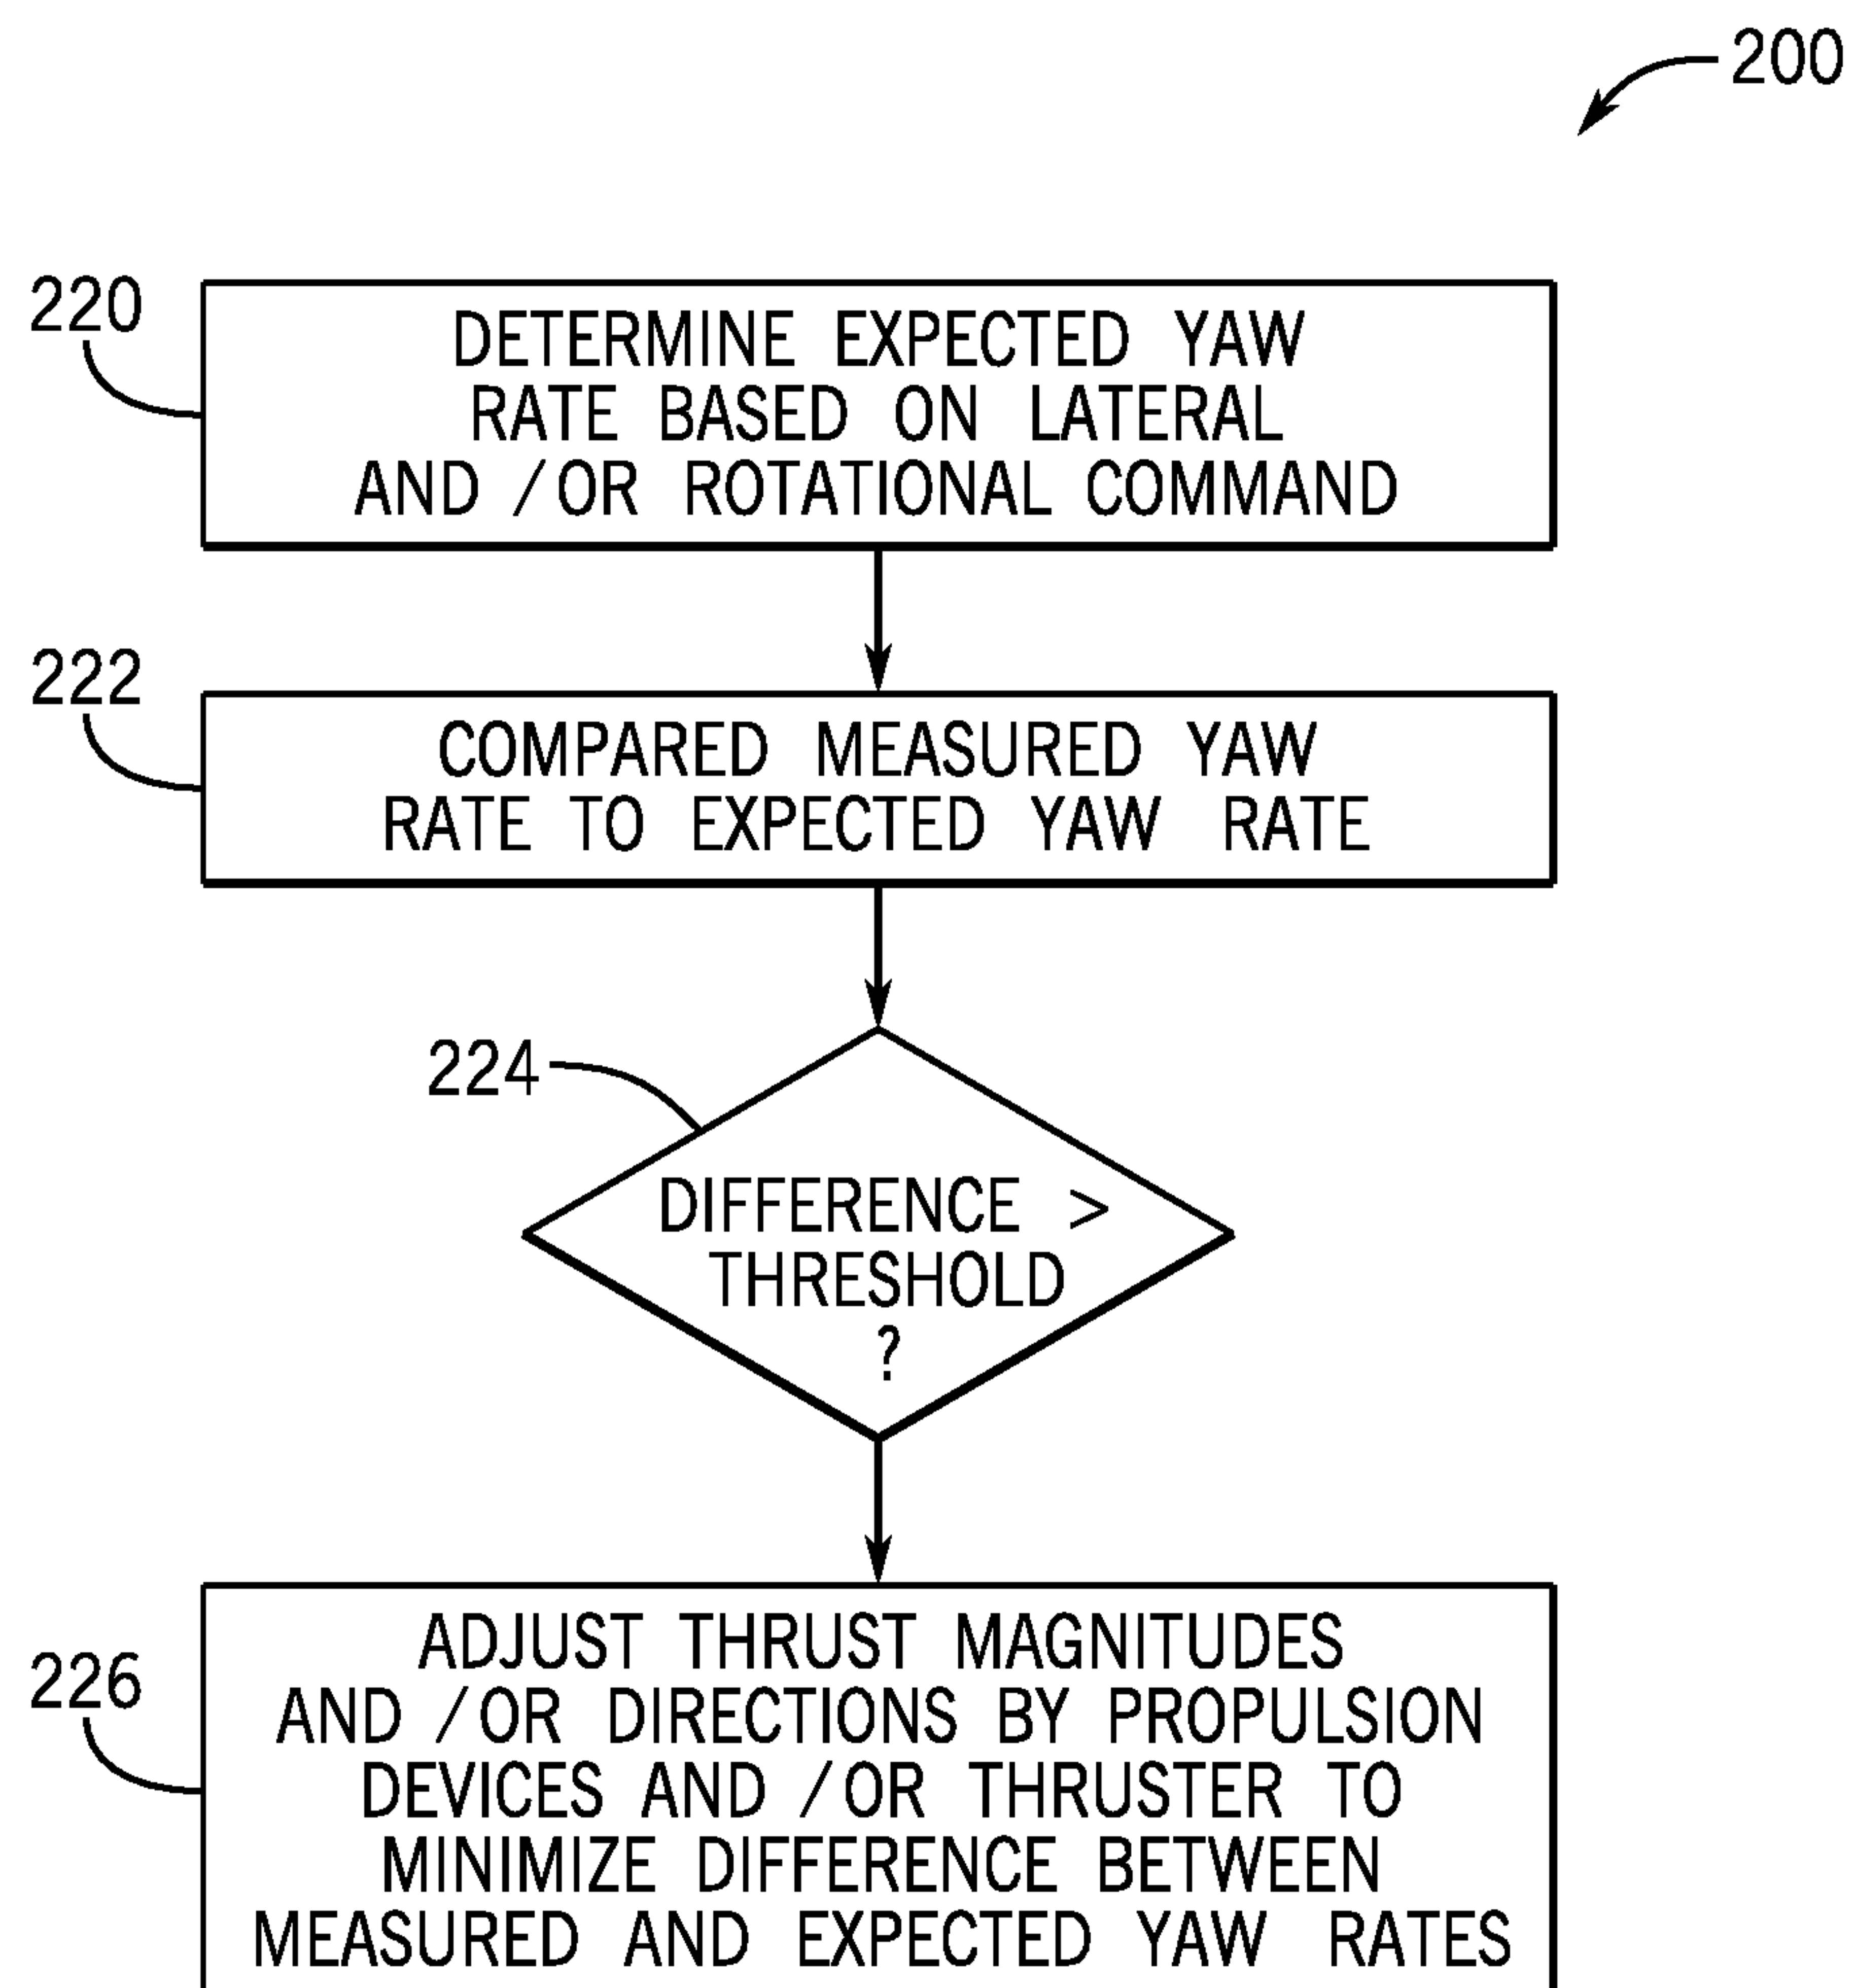 200
220
DETERMINE EXPECTED YAW
RATE BASED ON LATERAL
AND /OR ROTATIONAL COMMAND
222
COMPARED MEASURED YAW
RATE TO EXPECTED YAW RATE
224
DIFFERENCE >
THRESHOLD
?
226
ADJUST THRUST MAGNITUDES
AND /OR DIRECTIONS BY PROPULSION
DEVICES AND /OR THRUSTER TO
MINIMIZE DIFFERENCE BETWEEN
MEASURED AND EXPECTED YAW RATES